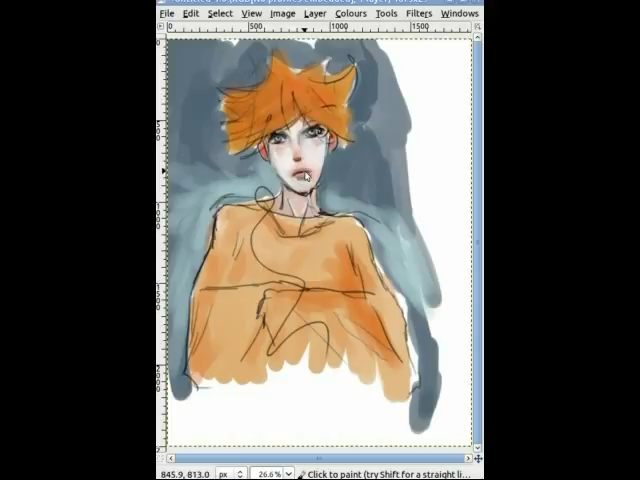 File Edit Select View Image Layer Colours Tools Filters Windows
0 500 1000 1500
845.9, 813.0 px 26.6% Click to paint (try Shift for a straight li...